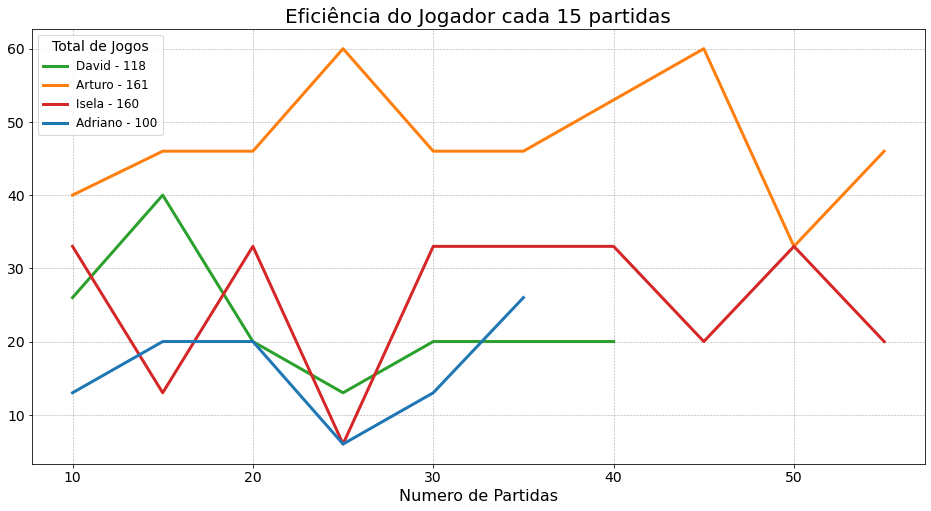 Eficiência do Jogador cada 15 partidas
Total de Jogos
David - 118
Arturo - 161
Isela - 160
Adriano - 100
60
50
40
30
20
10
10 20 30 40 50
Numero de Partidas